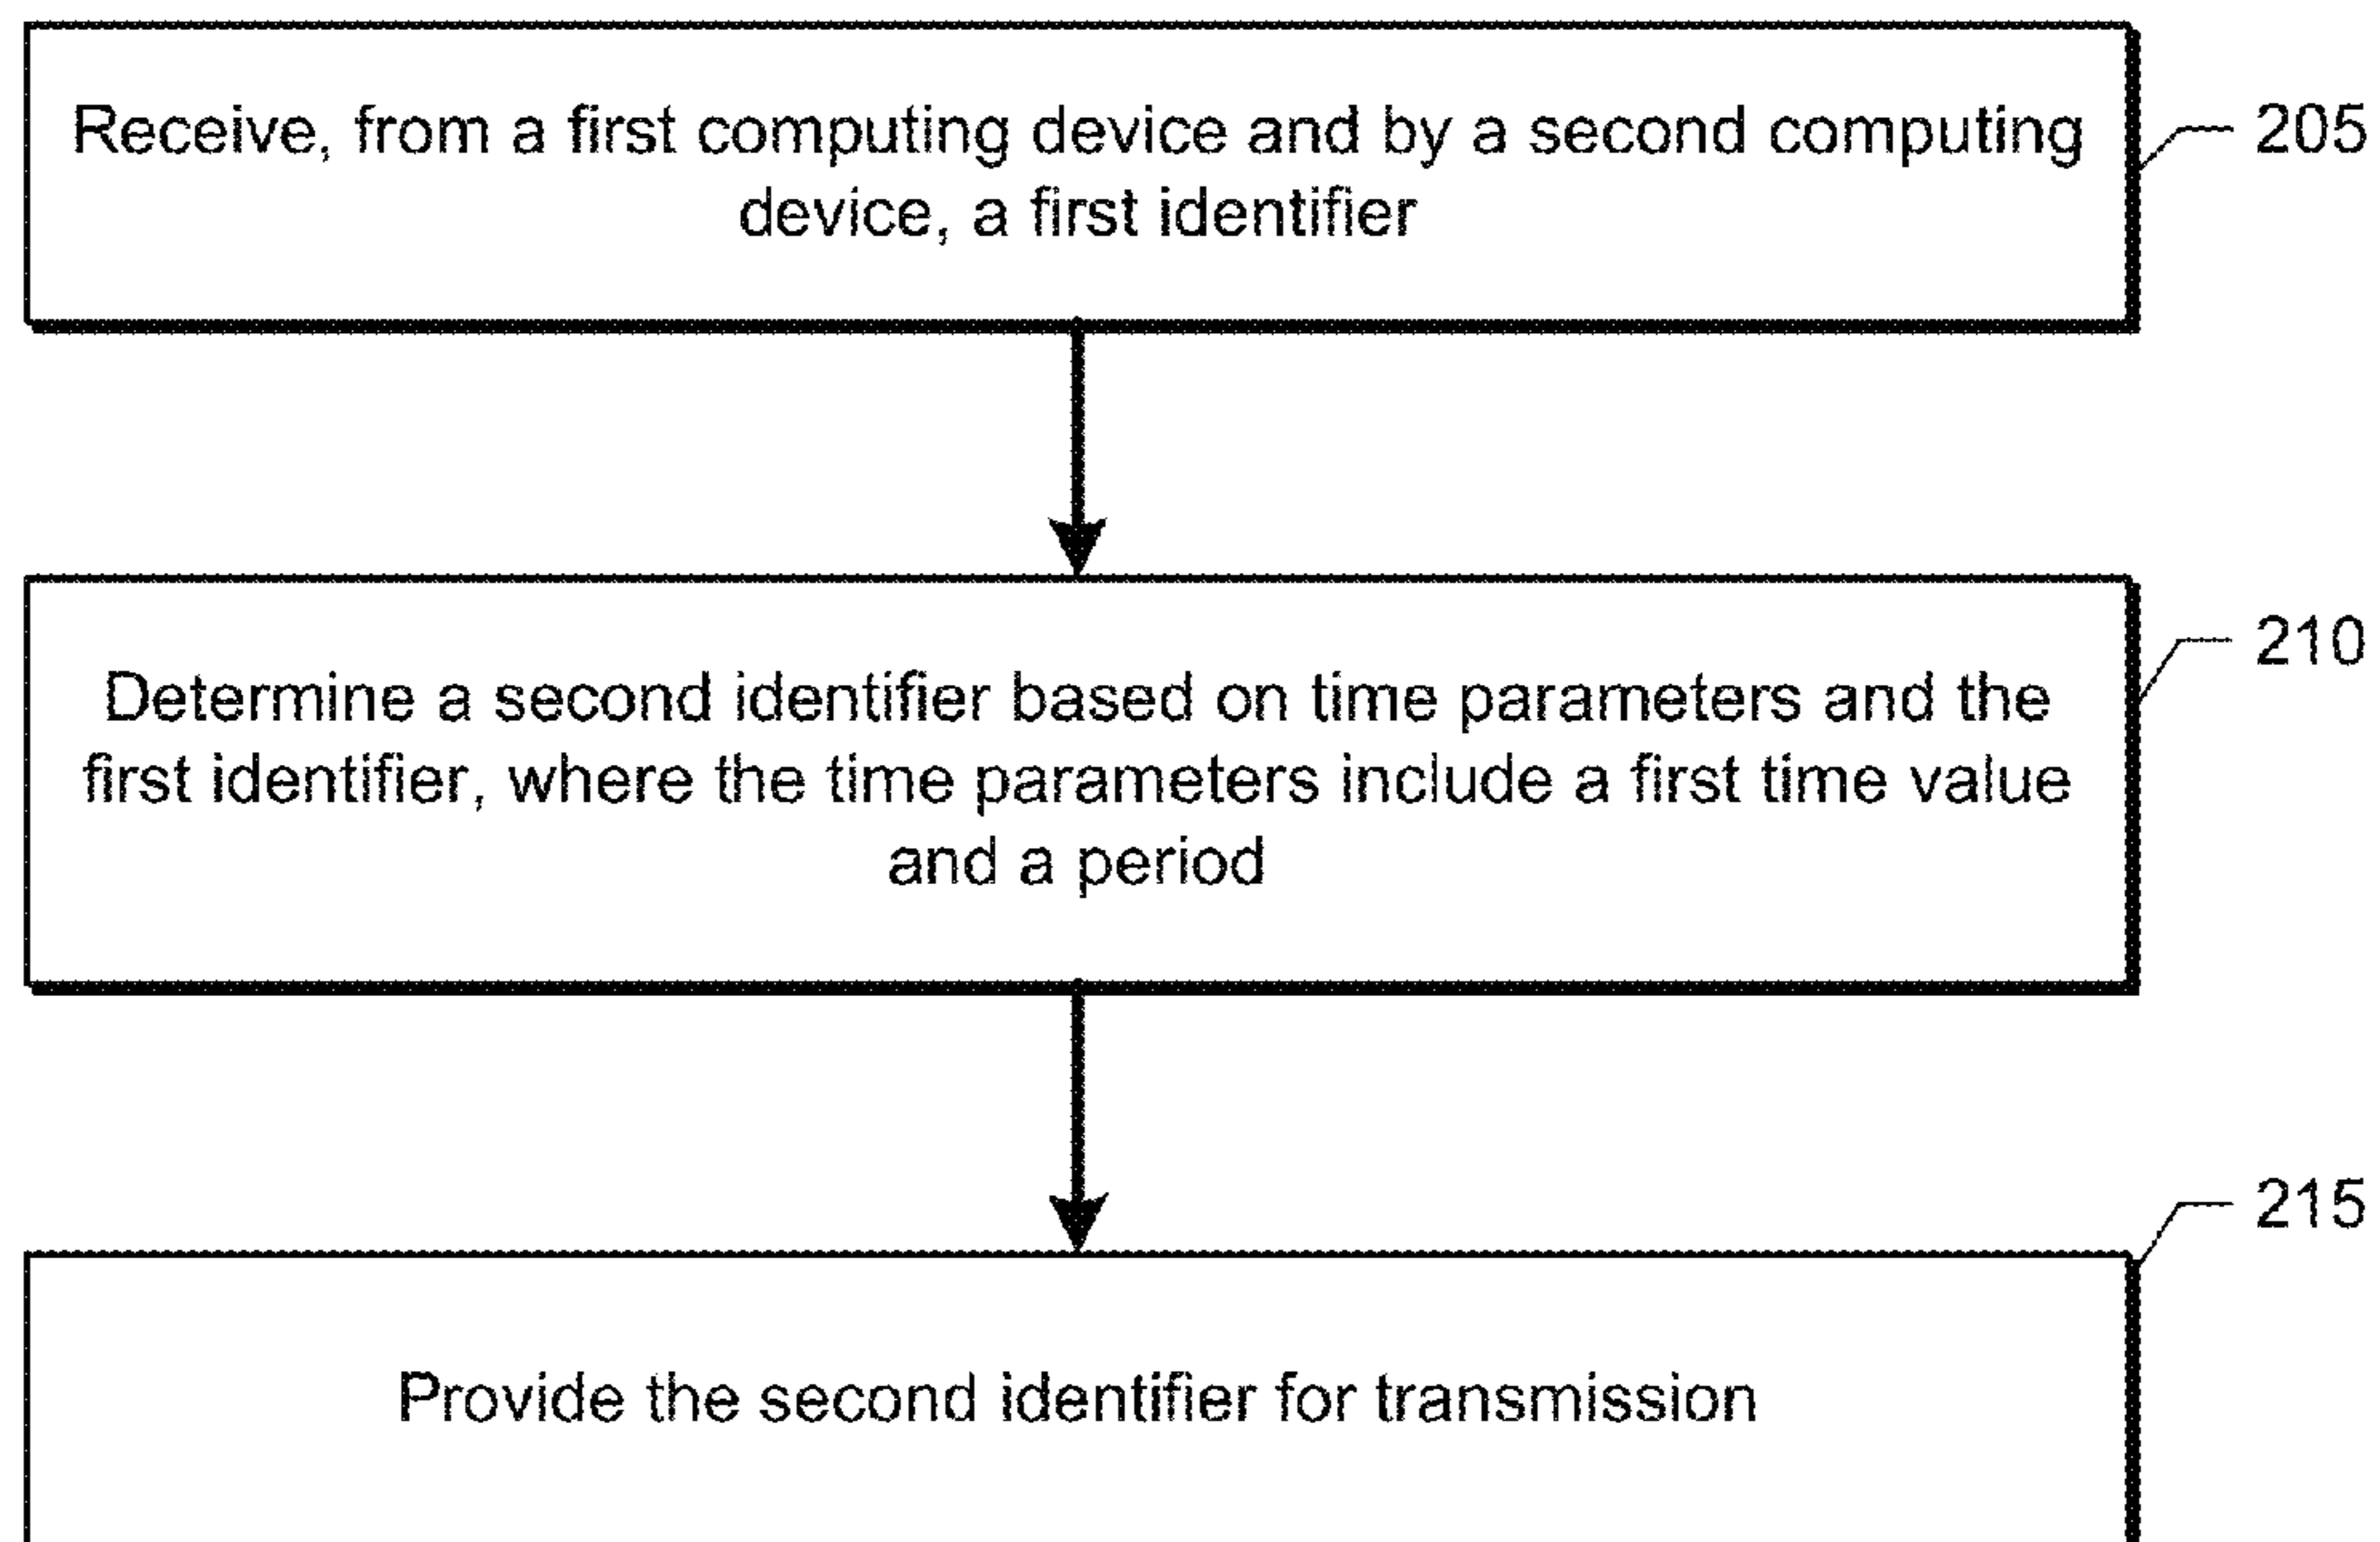 Receive, from a first computing device and by a second computing
device, a first identifier
205
Determine a second identifier based on time parameters and the
first identifier, where the time parameters include a first time value
and a period
210
Provide the second identifier for transmission
215